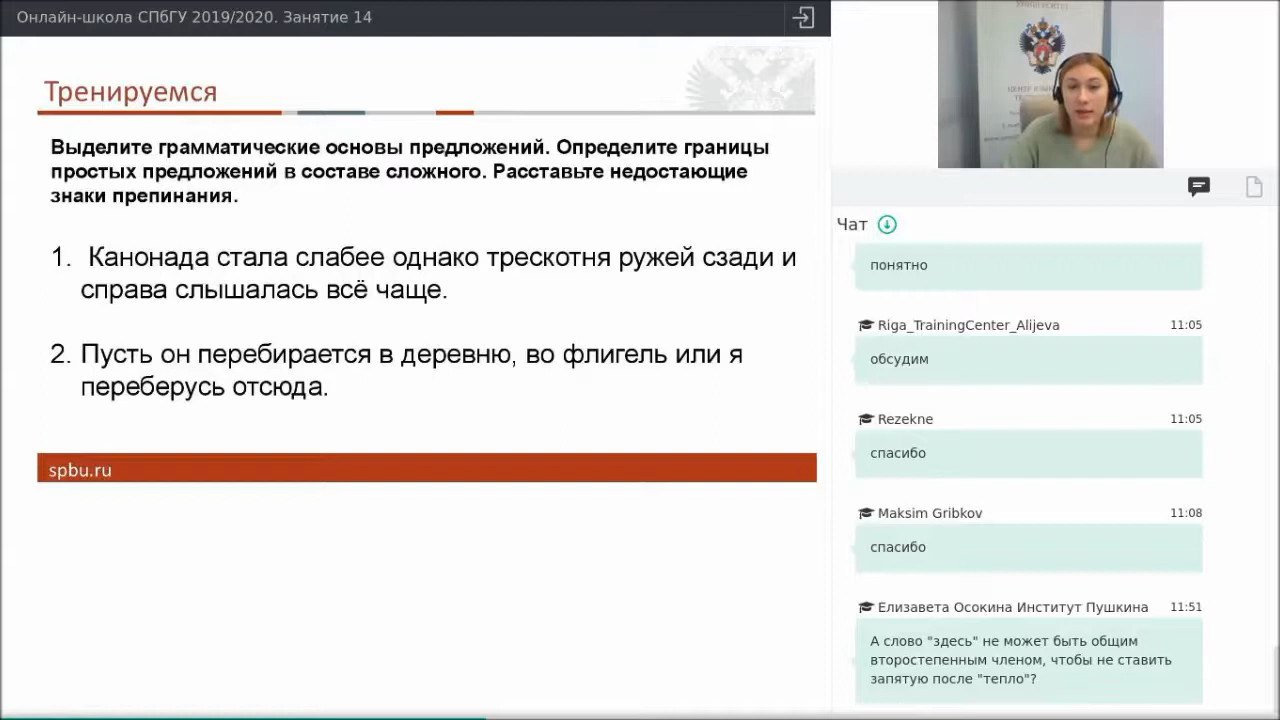 Онлайн-школа СПбГУ 2019/2020. Занятие 14
Тренируемся
Выделите грамматические основы предложений. Определите границы
простых предложений в составе сложного. Расставьте недостающие
знаки препинания.
1. Канонада стала слабее однако трескотня ружей сзади и
справа слышалась всё чаще.
2. Пусть он перебирается в деревню, во флигель или я
переберусь отсюда.
spbu.ru
Чат
понятно
Riga_TrainingCenter_Alijeva 11:05
обсудим
Rezekne 11:05
спасибо
Maksim Gribkov 11:08
спасибо
Елизавета Осокина Институт Пушкина 11:51
А слово "здесь" не может быть общим
второстепенным членом, чтобы не ставить
запятую после "тепло"?